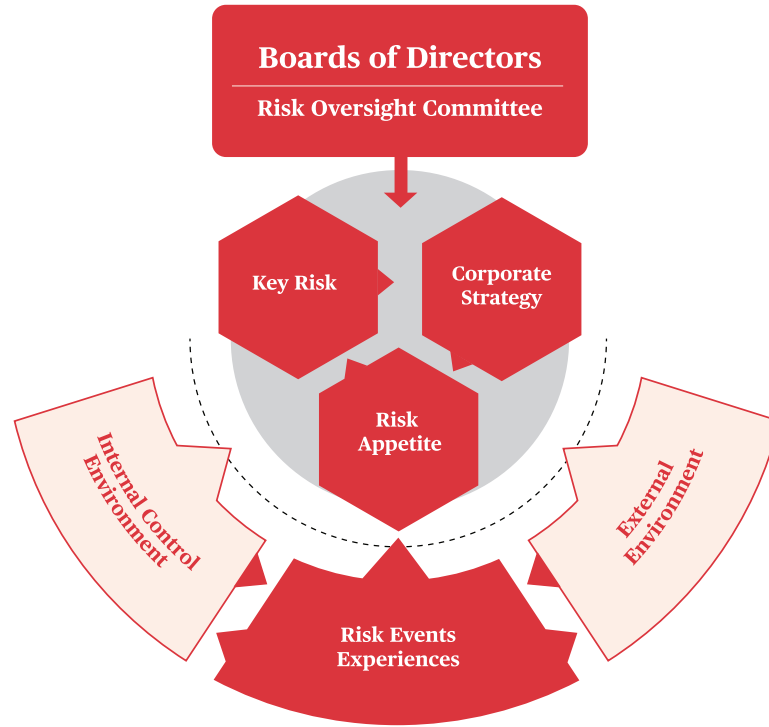 Boards of Directors
Risk Oversight Committee
Key Risk
Corporate
Strategy
Risk
Appetite
Internal Control
Environment
External
Environment
Risk Events
Experiences